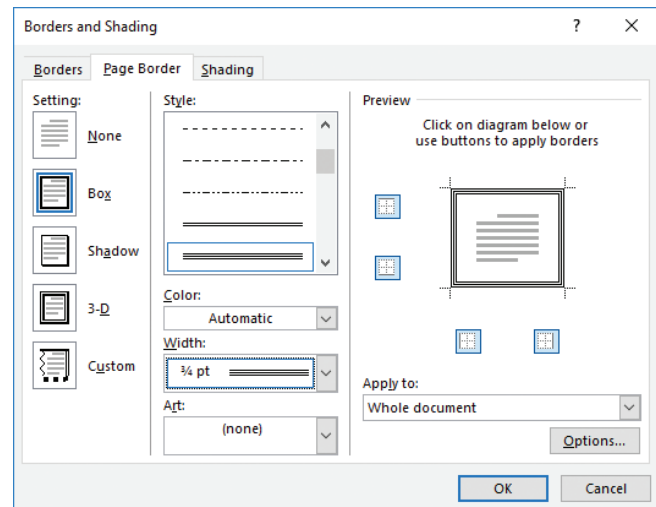 Borders and Shading
? ×
Borders Page Border Shading
Setting:
None
Box
Shadow
3-D
Custom
Style:
Color:
Automatic
Width:
¾ pt
Art:
(none)
Preview
Click on diagram below or
use buttons to apply borders
Apply to:
Whole document
Options...
OK Cancel